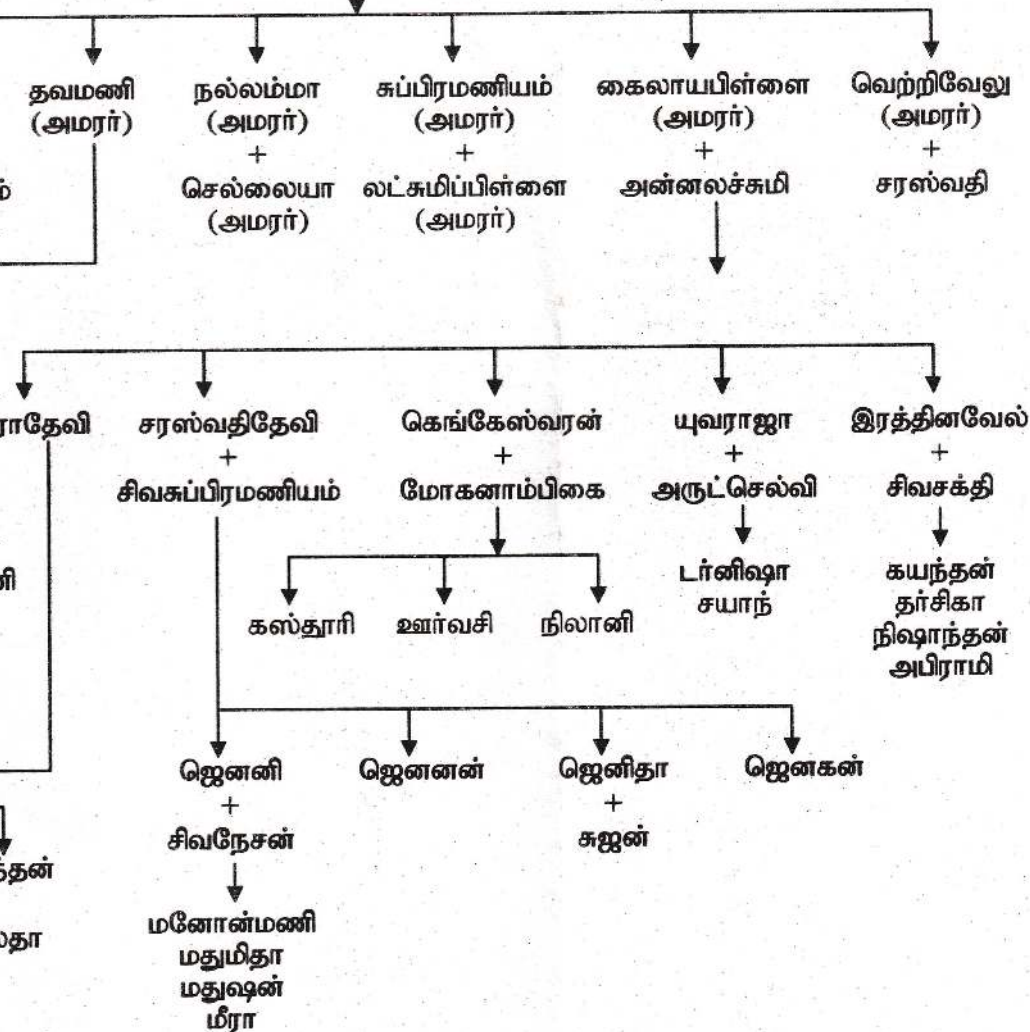 தவமணி
(அமரர்)
நல்லம்மா
(அமரர்)
+
செல்லையா
(அமரர்)
சுப்பிரமணியம்
(அமரர்)
+
லட்சுமிப்பிள்ளை
(அமரர்)
கைலாயபிள்ளை
(அமரர்)
+
அன்னலச்சுமி
வெற்றிவேலு
(அமரர்)
+
சரஸ்வதி
சரஸ்வதிதேவி
+
சிவசுப்பிரமணியம்
கெங்கேஸ்வரன்
+
மோகனாம்பிகை
யுவராஜா
+
அருட்செல்வி
இரத்தினவேல்
+
சிவசக்தி
கஸ்தூரி
ஊர்வசி
நிலானி
டர்னிஷா
சயாந்
கயந்தன்
தர்சிகா
நிஷாந்தன்
அபிராமி
ஜெனனி
+
சிவநேசன்
ஜெனனன்
ஜெனிதா
+
சுஜன்
ஜெனகன்
மனோன்மணி
மதுமிதா
மதுஷன்
மீரா